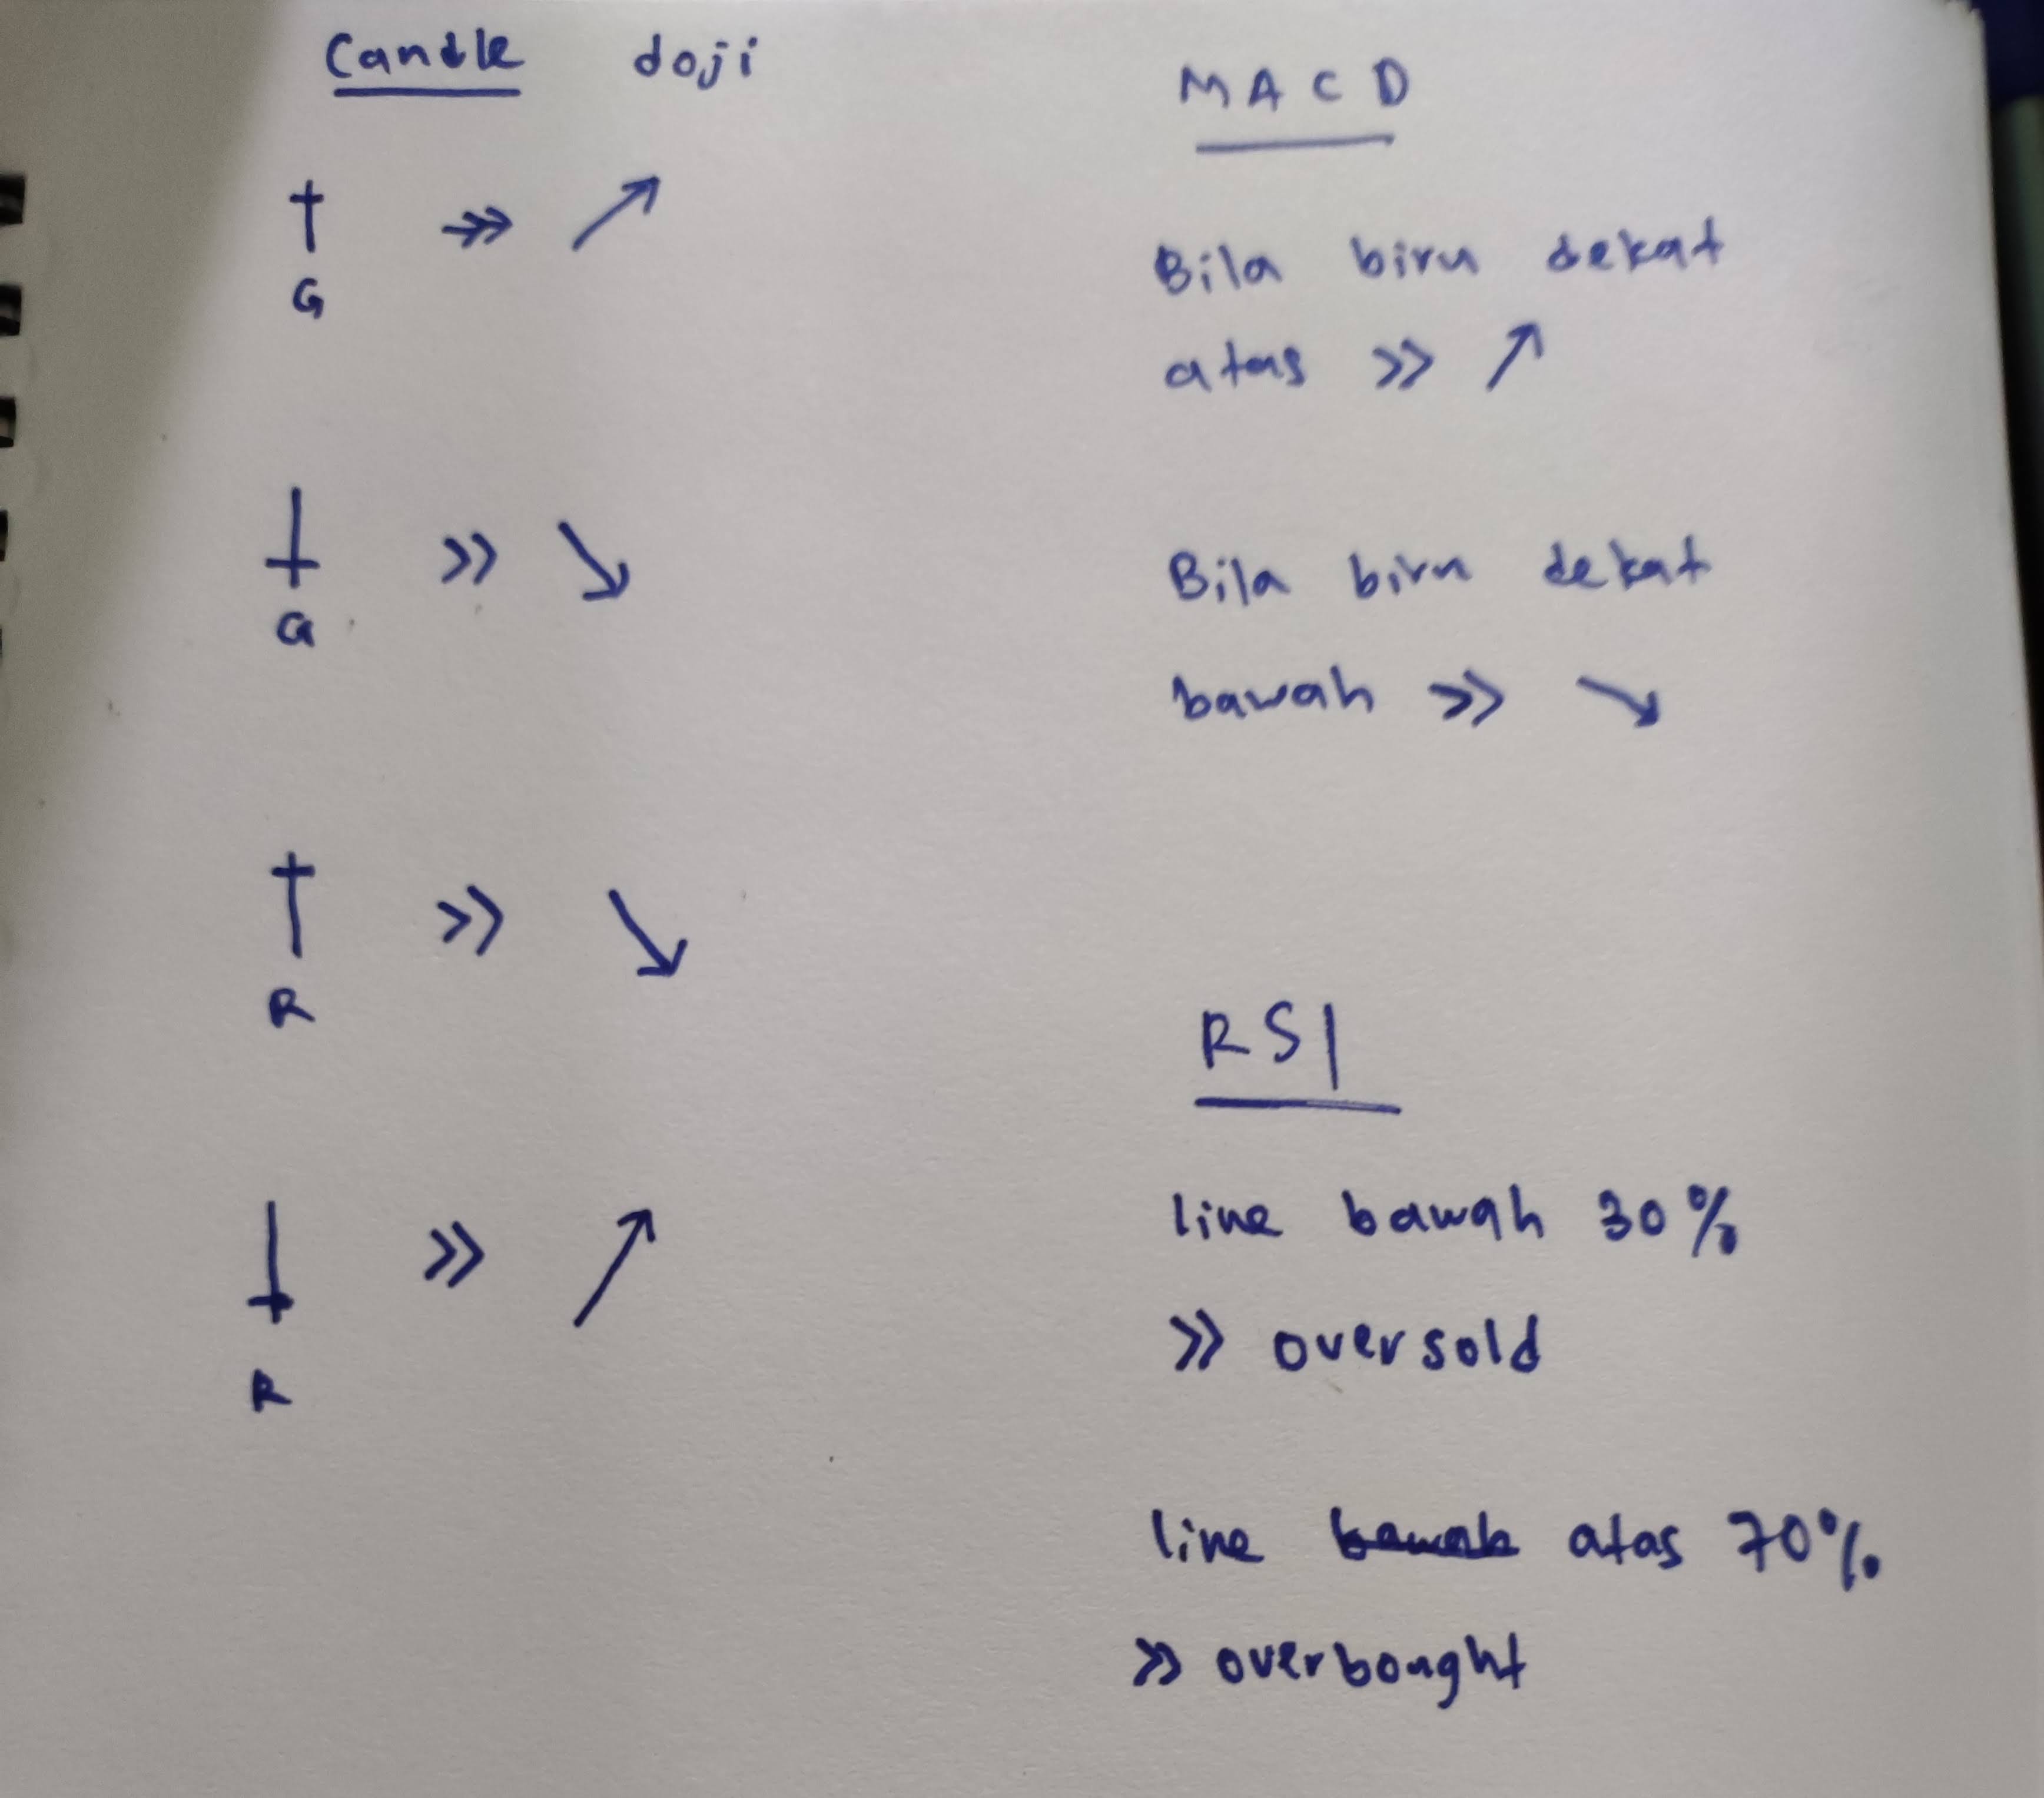 Candle doji
G
G
R
R
MACD
Bila biru dekat
atas >> ↗
Bila biru dekat
bawah >> ↘
RSI
line bawah 30%
>> oversold
line bawah atas 70%
>> overbought